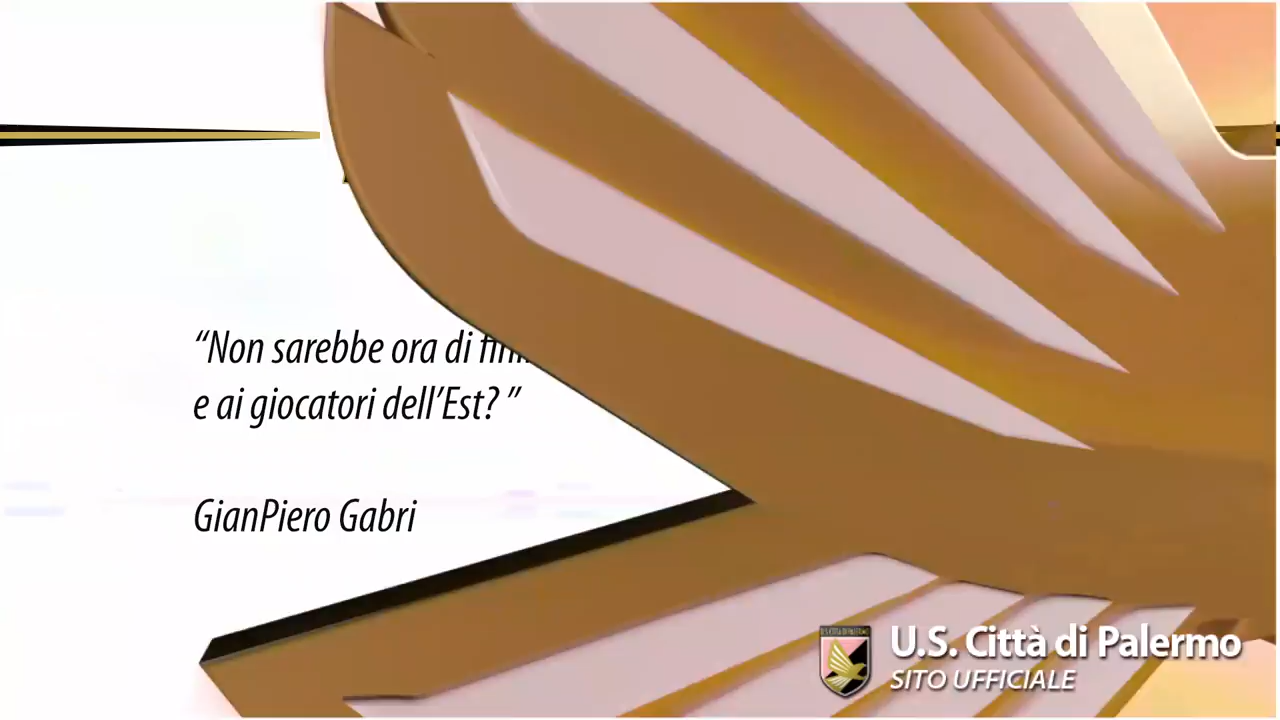 “Non sarebbe ora di
e ai giocatori dell’Est? ”
GianPiero Gabri
U.S. Città di Palermo
SITO UFFICIALE